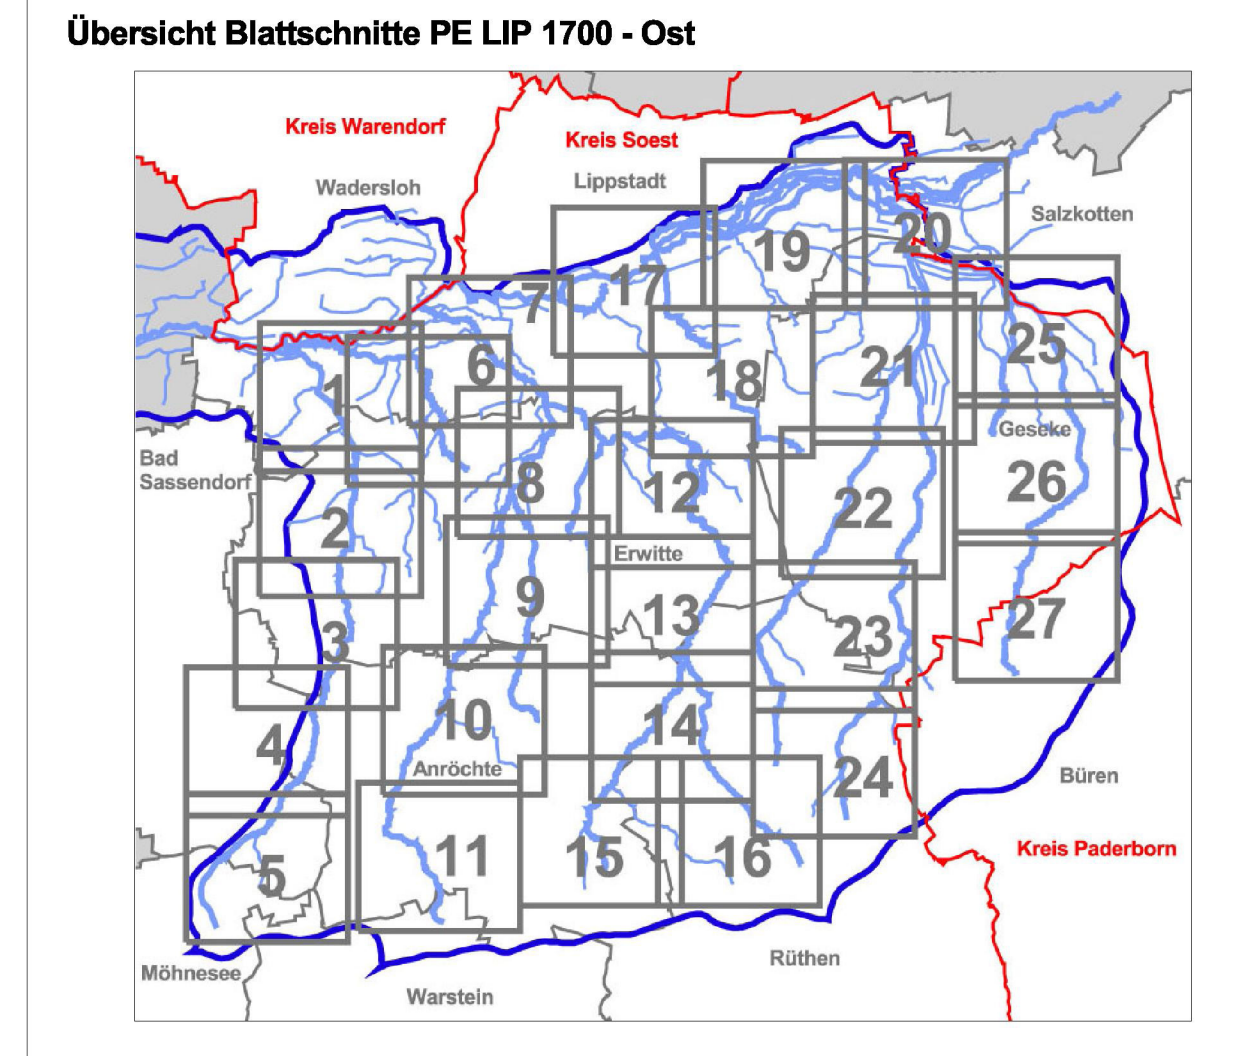 Übersicht Blattschnitte PE LIP 1700 - Ost
Kreis Warendorf
Kreis Soest
Wadersloh
Lippstadt
Salzkotten
20
19
17
7
25
6
21
18
1
Geseke
Bad
Sassendorf
8
12
26
22
2
Erwitte
9
13
27
23
3
10
14
4
Anröchte
24
Büren
11
15
16
Kreis Paderborn
5
Rüthen
Möhnesee
Warstein